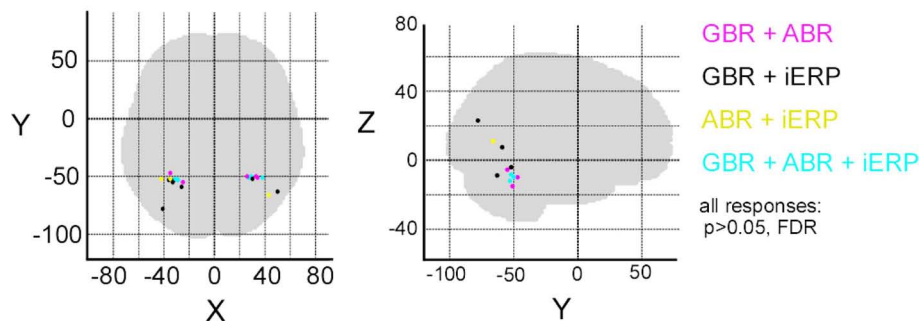 80
80
40
Y
0
Z
0
-50
-100
-40
-80 -40 0 40 80
-100 -50 0 50
X
Y
GBR + ABR
GBR + iERP
ABR + iERP
GBR + ABR + iERP
all responses:
p>0.05, FDR
50